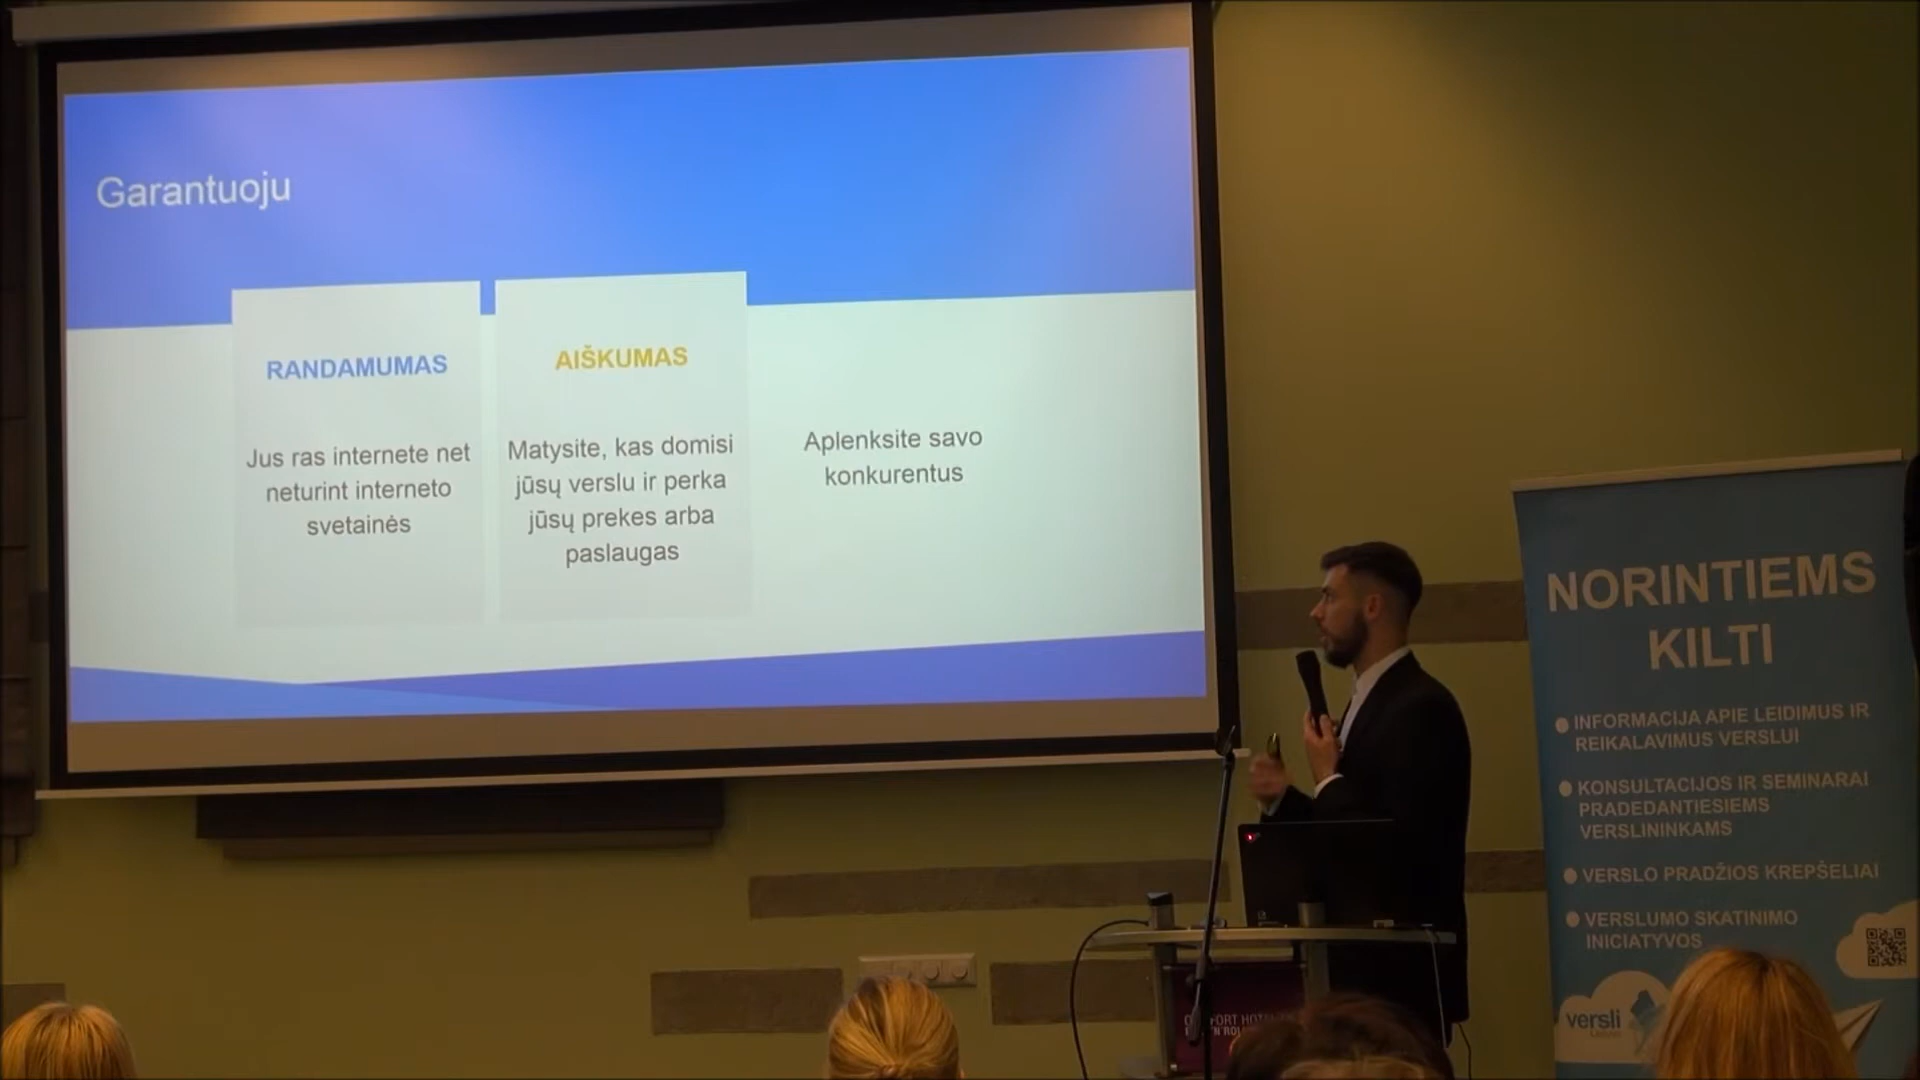 Garantuoju
RANDAMUMAS
Jus ras internete net
neturint interneto
svetainės
AIŠKUMAS
Matysite, kas domisi
jūsų verslu ir perka
jūsų prekes arba
paslaugas
Aplenksite savo
konkurentus
NORINTIEMS
KILTI
INFORMACIJA APIE LEIDIMUS IR
REIKALAVIMUS VERSLUI
KONSULTACIJOS IR SEMINARAI
PRADEDANTIESIEMS
VERSLININKAMS
VERSLO PRADŽIOS KREPŠELIAI
VERSLUMO SKATINIMO
INICIATYVOS
versli